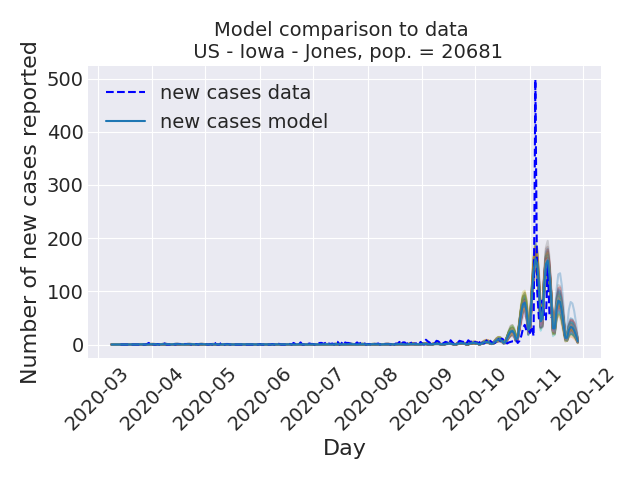 Model comparison to data
US - Iowa - Jones, pop. = 20681
Number of new cases reported
500
400
300
200
100
0
new cases data
new cases model
2020-03
2020-04
2020-05
2020-06
2020-07
2020-08
2020-09
2020-10
2020-11
2020-12
Day